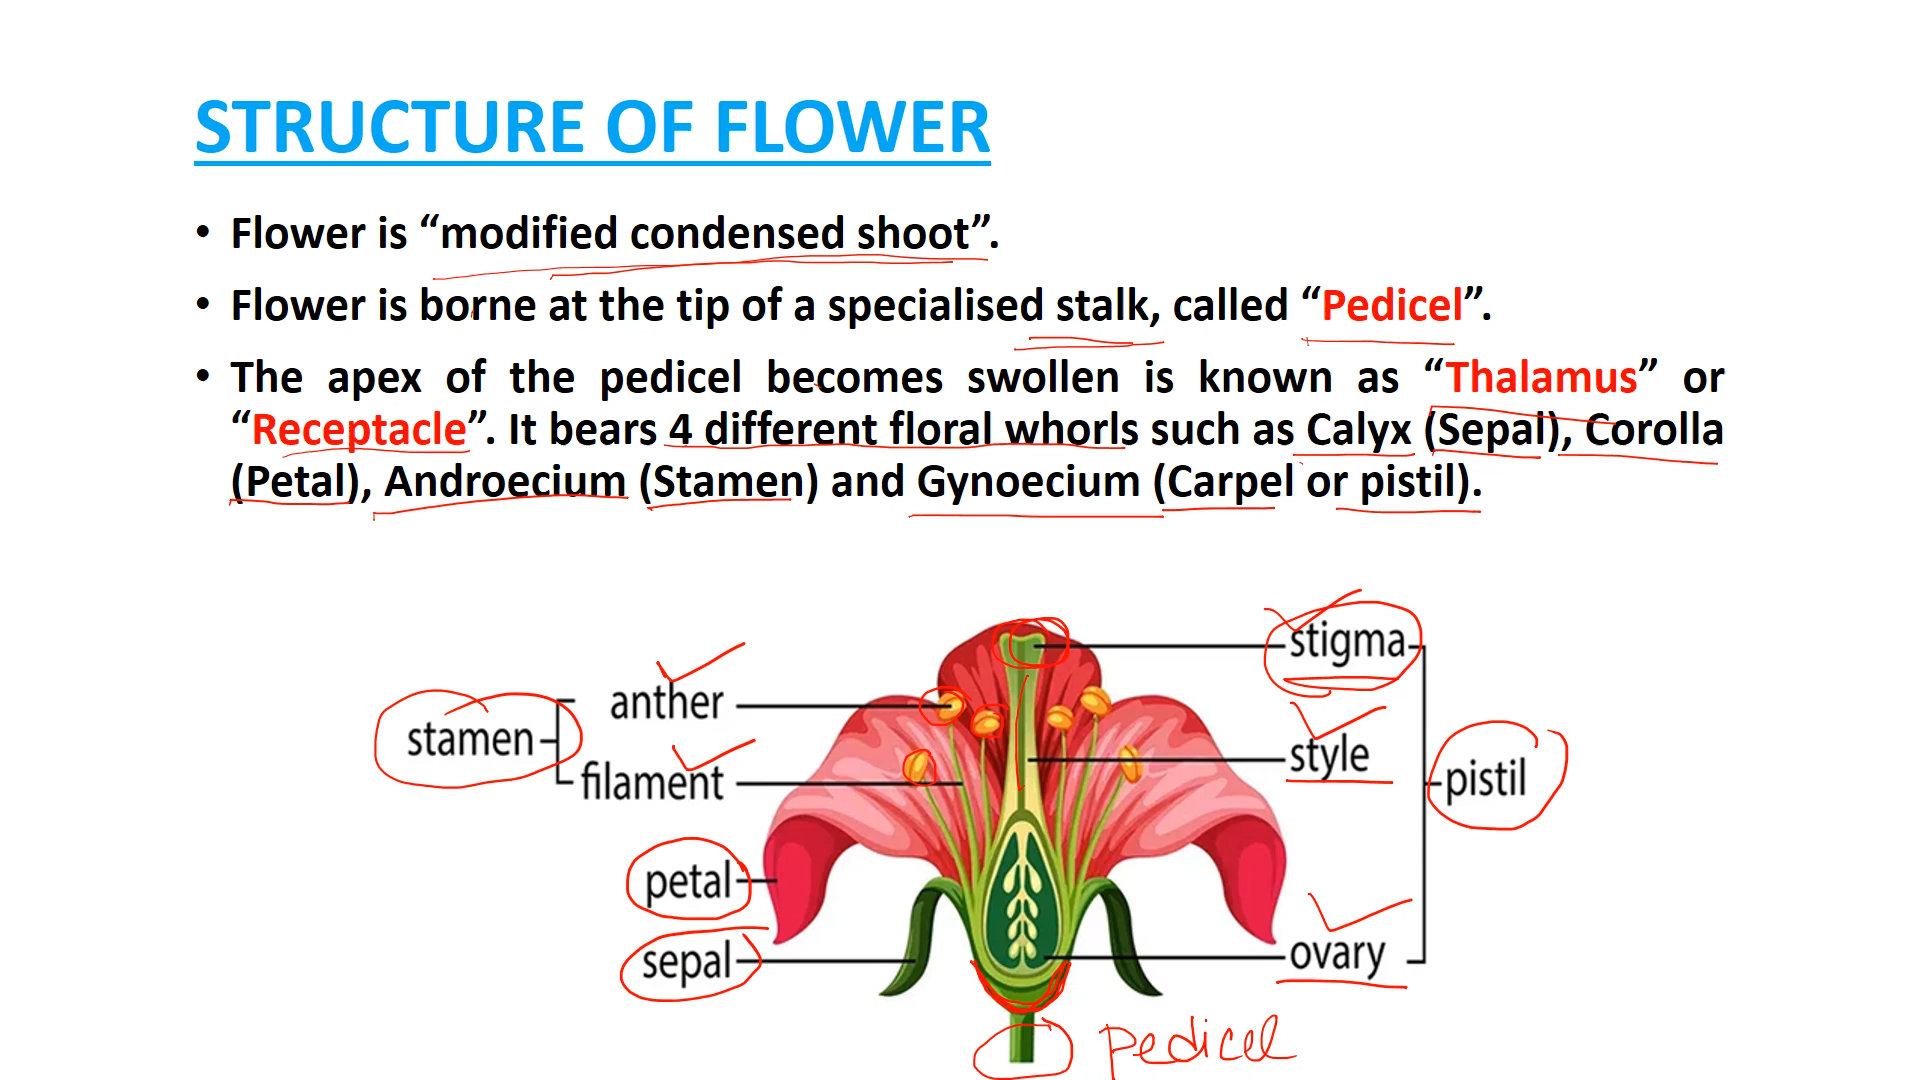 STRUCTURE OF FLOWER
• Flower is “modified condensed shoot”.
• Flower is borne at the tip of a specialised stalk, called “Pedicel”.
• The apex of the pedicel becomes swollen is known as “Thalamus” or
“Receptacle”. It bears 4 different floral whorls such as Calyx (Sepal), Corolla
(Petal), Androecium (Stamen) and Gynoecium (Carpel or pistil).
stigma
anther
stamen
style
filament
pistil
petal
sepal
ovary
Pedicel